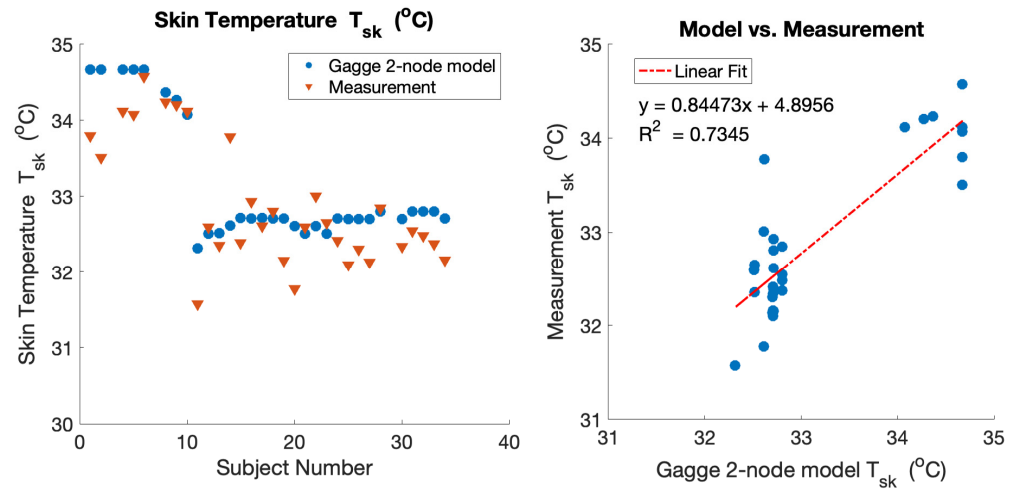 Skin Temperature T_sk (°C)
35
34
33
32
31
30
0
10
20
30
40
Skin Temperature T_sk (°C)
Subject Number
Gagge 2-node model
Measurement
Model vs. Measurement
35
34
33
32
31
31
32
33
34
35
Measurement T_sk (°C)
Gagge 2-node model T_sk (°C)
Linear Fit
y = 0.84473x + 4.8956
R² = 0.7345